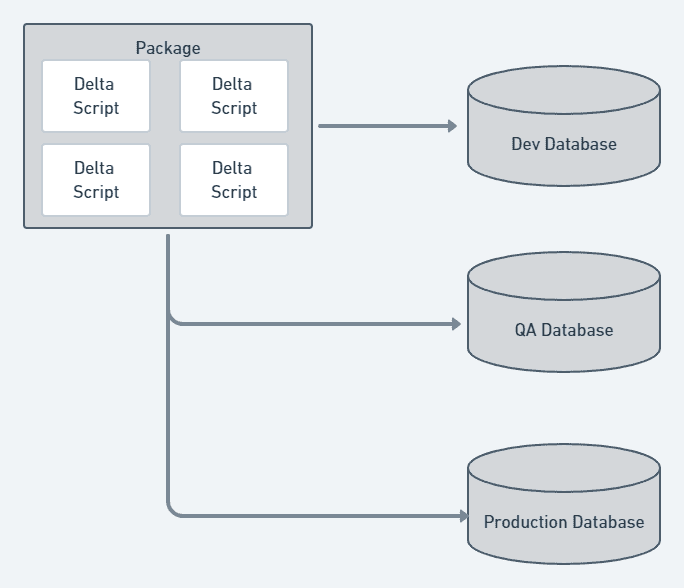 Package
Delta
Script
Delta
Script
Delta
Script
Delta
Script
Dev Database
QA Database
Production Database